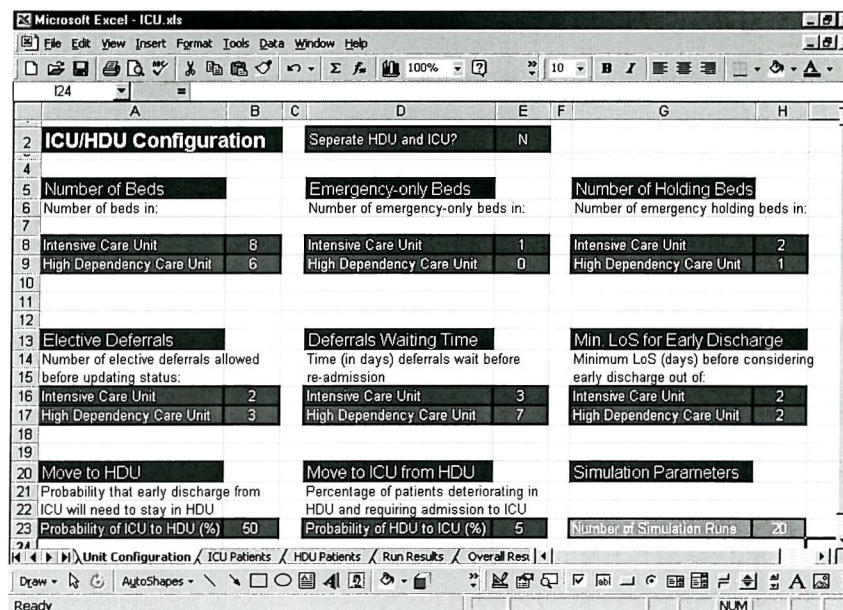 Microsoft Excel - ICU.xls
File Edit View Insert Format Tools Data Window Help
100% 10 B I A
I24 =
A B C D E F G H
2 ICU/HDU Configuration Seperate HDU and ICU? N
4
5 Number of Beds Emergency-only Beds Number of Holding Beds
6 Number of beds in: Number of emergency-only beds in: Number of emergency holding beds in:
7
8 Intensive Care Unit 8 Intensive Care Unit 1 Intensive Care Unit 2
9 High Dependency Care Unit 6 High Dependency Care Unit 0 High Dependency Care Unit 1
10
11
12
13 Elective Deferrals Deferrals Waiting Time Min. LoS for Early Discharge
14 Number of elective deferrals allowed Time (in days) deferrals wait before Minimum LoS (days) before considering
15 before updating status: re-admission early discharge out of:
16 Intensive Care Unit 2 Intensive Care Unit 3 Intensive Care Unit 2
17 High Dependency Care Unit 3 High Dependency Care Unit 7 High Dependency Care Unit 2
18
19
20 Move to HDU Move to ICU from HDU Simulation Parameters
21 Probability that early discharge from Percentage of patients deteriorating in
22 ICU will need to stay in HDU HDU and requiring admission to ICU
23 Probability of ICU to HDU (%) 50 Probability of HDU to ICU (%) 5 Number of Simulation Runs 20
24
Unit Configuration ICU Patients HDU Patients Run Results Overall Resu
Draw AutoShapes
Ready NUM